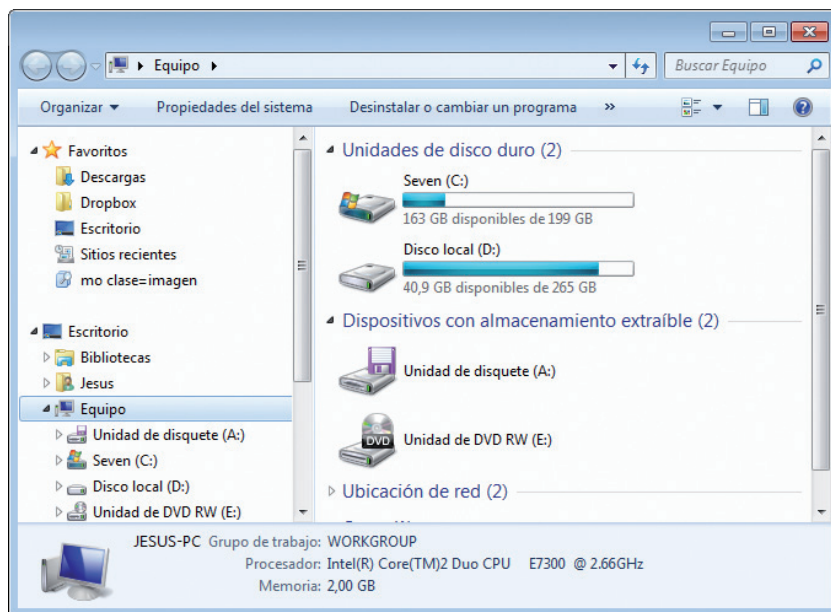 Equipo
Buscar Equipo
Organizar
Propiedades del sistema
Desinstalar o cambiar un programa
»
Favoritos
Descargas
Dropbox
Escritorio
Sitios recientes
mo clase=imagen
Escritorio
Bibliotecas
Jesus
Equipo
Unidad de disquete (A:)
Seven (C:)
Disco local (D:)
Unidad de DVD RW (E:)
Unidades de disco duro (2)
Seven (C:)
163 GB disponibles de 199 GB
Disco local (D:)
40,9 GB disponibles de 265 GB
Dispositivos con almacenamiento extraíble (2)
Unidad de disquete (A:)
DVD
Unidad de DVD RW (E:)
Ubicación de red (2)
JESUS-PC Grupo de trabajo: WORKGROUP
Procesador: Intel(R) Core(TM)2 Duo CPU E7300 @ 2.66GHz
Memoria: 2,00 GB